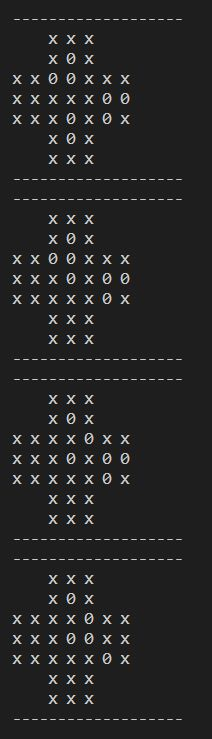 -------------------
    x x x
    x 0 x
x x 0 0 x x x
x x x x x 0 0
x x x 0 x 0 x
    x 0 x
    x x x
-------------------
-------------------
    x x x
    x 0 x
x x 0 0 x x x
x x x 0 x 0 0
x x x x x 0 x
    x x x
    x x x
-------------------
-------------------
    x x x
    x 0 x
x x x x 0 x x
x x x 0 x 0 0
x x x x x 0 x
    x x x
    x x x
-------------------
-------------------
    x x x
    x 0 x
x x x x 0 x x
x x x 0 0 x x
x x x x x 0 x
    x x x
    x x x
-------------------